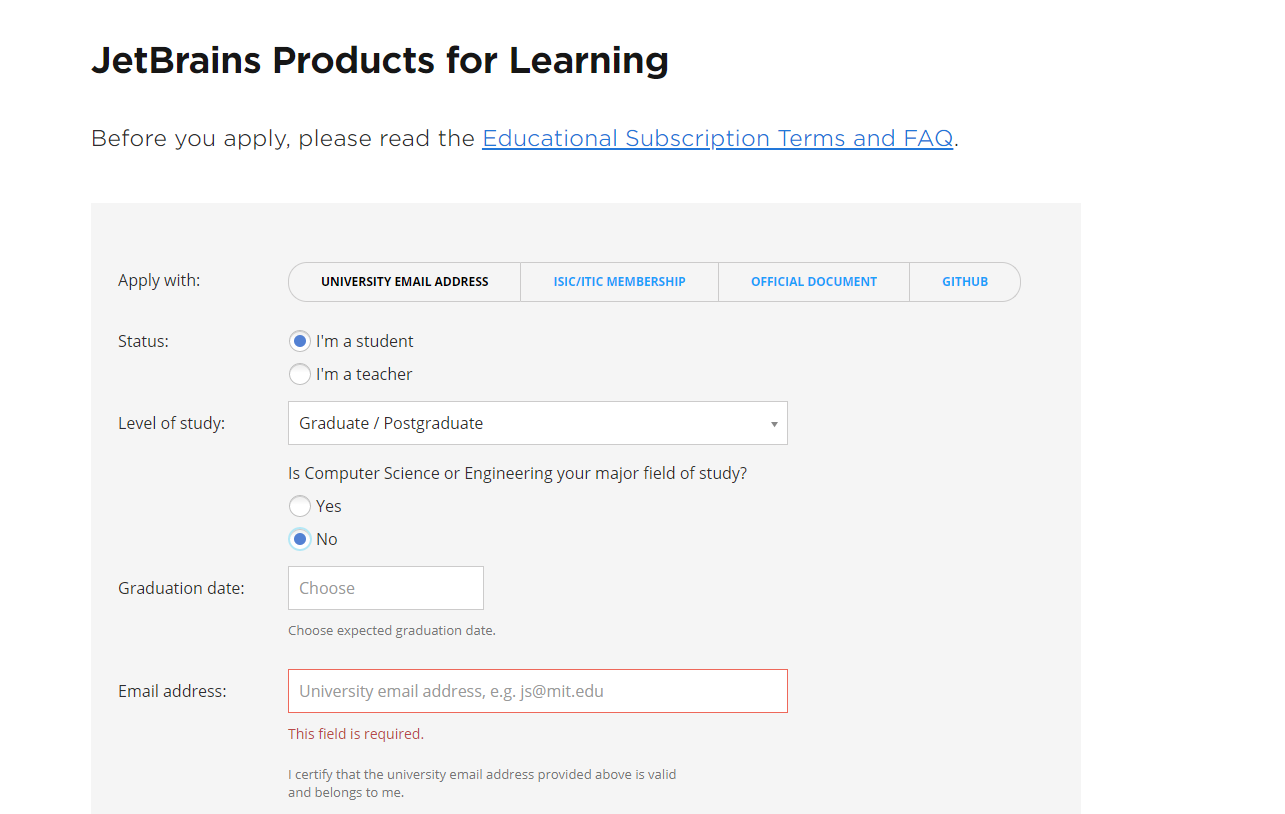 JetBrains Products for Learning
Before you apply, please read the Educational Subscription Terms and FAQ.
Apply with: UNIVERSITY EMAIL ADDRESS ISIC/ITIC MEMBERSHIP OFFICIAL DOCUMENT GITHUB
Status: I'm a student
I'm a teacher
Level of study: Graduate / Postgraduate
Is Computer Science or Engineering your major field of study?
Yes
No
Graduation date: Choose
Choose expected graduation date.
Email address: University email address, e.g. js@mit.edu
This field is required.
I certify that the university email address provided above is valid
and belongs to me.